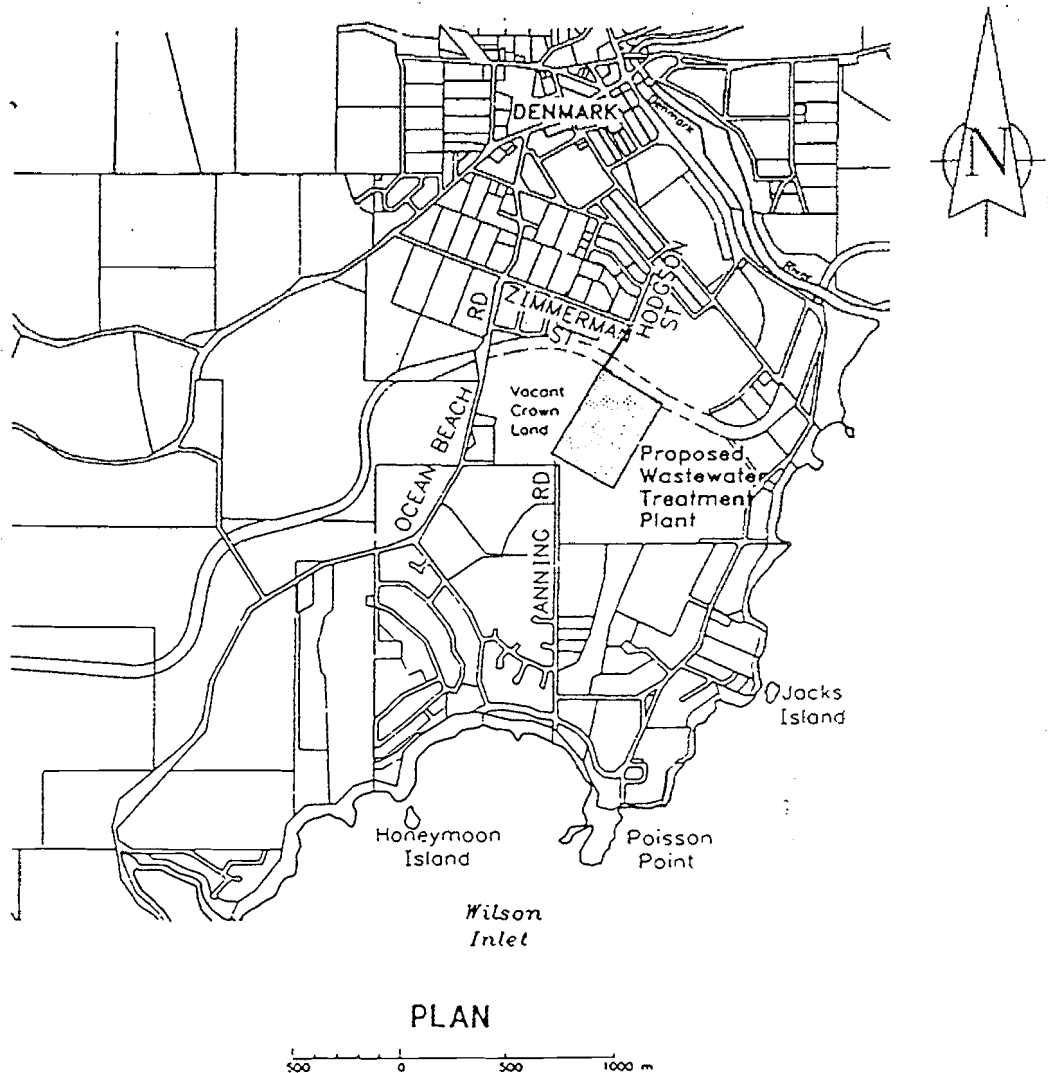 DENMARK
Denmark
River
N
RD
ZIMMERMAN
ST
HODGSON
ST
Vacant
Crown
Land
OCEAN BEACH
Proposed
Wastewater
Treatment
Plant
ANNING
RD
Jacks
Island
Honeymoon
Island
Poisson
Point
Wilson
Inlet
PLAN
500 0 500 1000 m